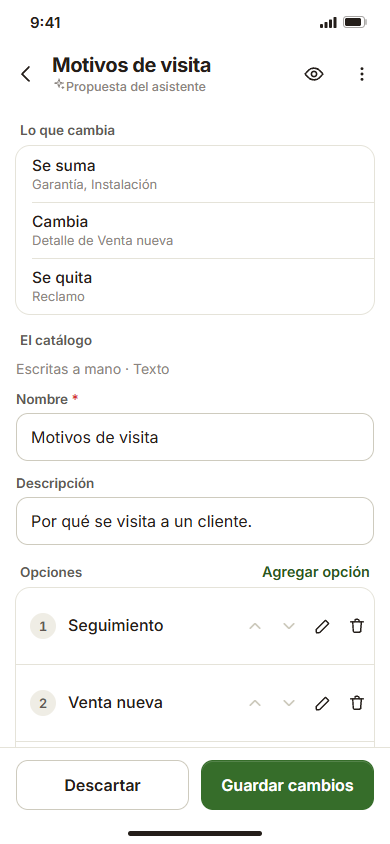 9:41
Motivos de visita
Propuesta del asistente
Lo que cambia
Se suma
Garantía, Instalación
Cambia
Detalle de Venta nueva
Se quita
Reclamo
El catálogo
Escritas a mano · Texto
Nombre *
Motivos de visita
Descripción
Por qué se visita a un cliente.
Opciones Agregar opción
1 Seguimiento
2 Venta nueva
Descartar Guardar cambios